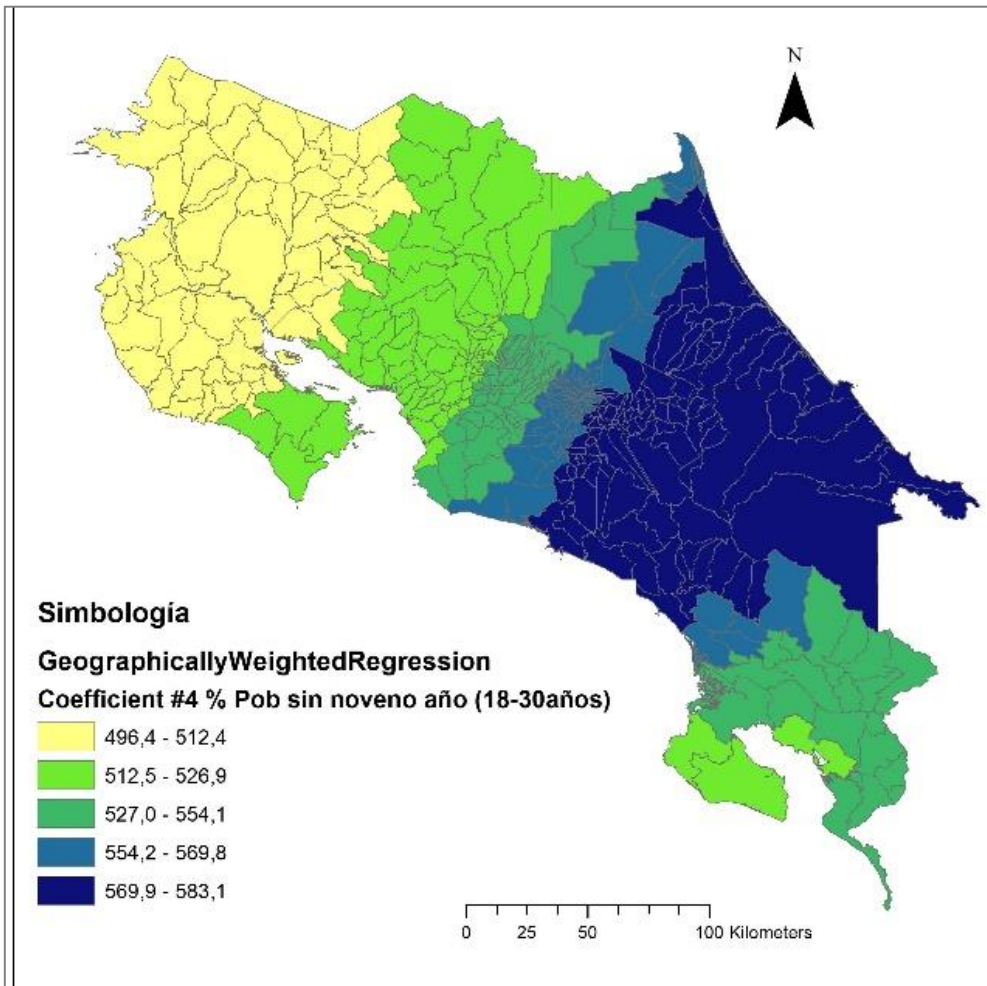 N
Simbología
GeographicallyWeightedRegression
Coefficient #4 % Pob sin noveno año (18-30años)
496,4 - 512,4
512,5 - 526,9
527,0 - 554,1
554,2 - 569,8
569,9 - 583,1
0 25 50 100 Kilometers